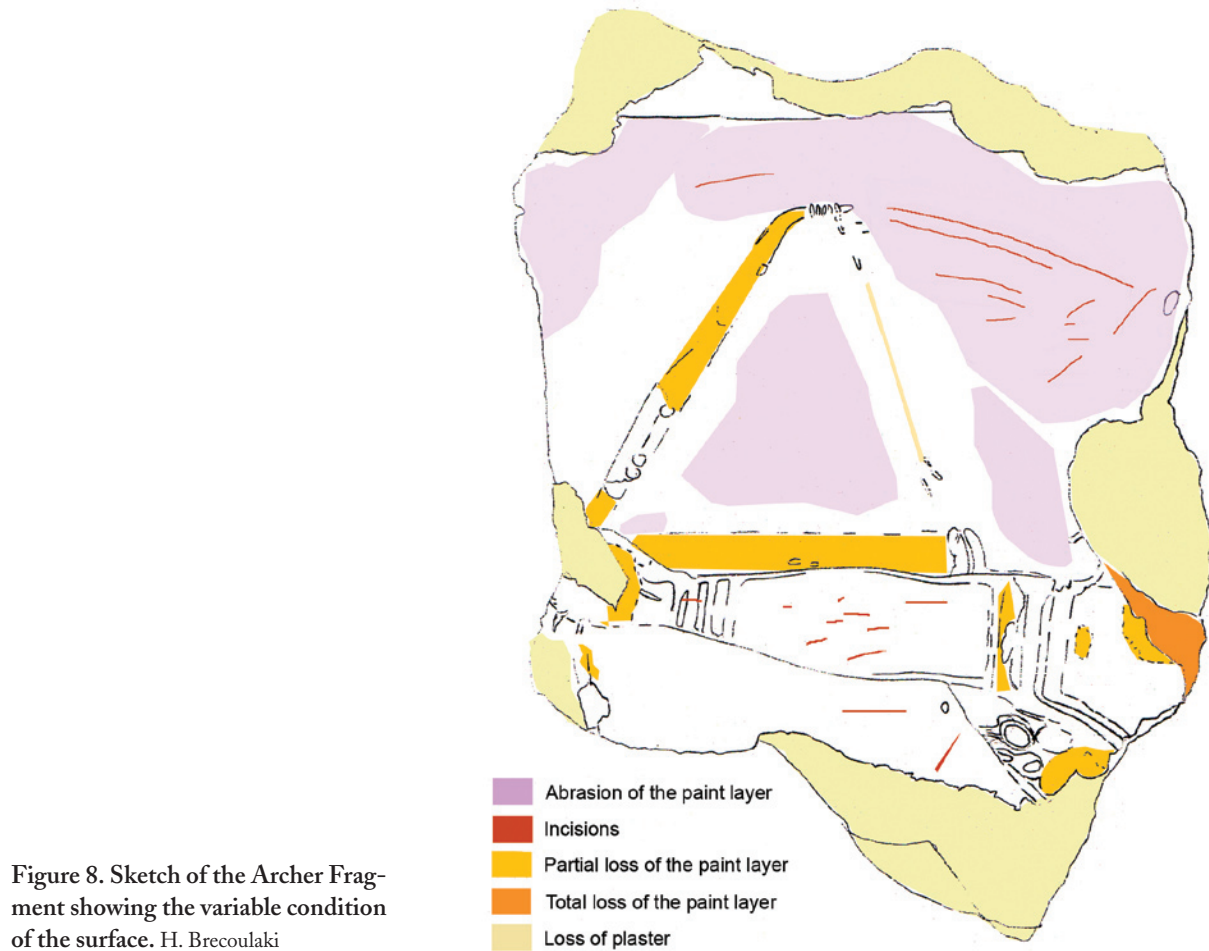 Abrasion of the paint layer
Incisions
Partial loss of the paint layer
Total loss of the paint layer
Loss of plaster
Figure 8. Sketch of the Archer Frag-
ment showing the variable condition
of the surface. H. Brecoulaki